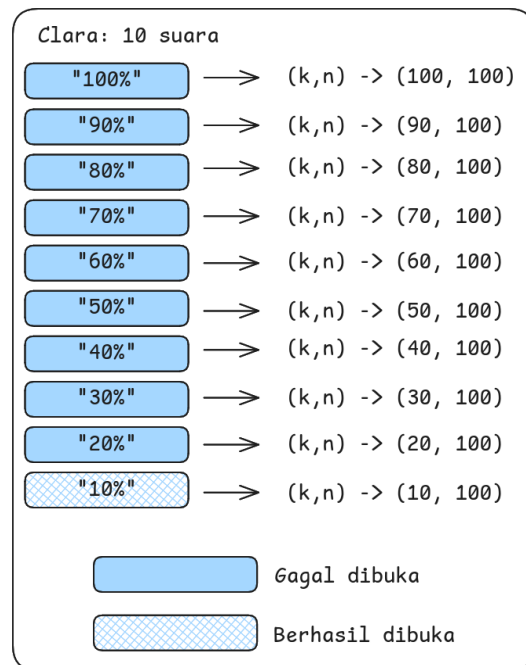 Clara: 10 suara
"100%" (k,n) -> (100, 100)
"90%" (k,n) -> (90, 100)
"80%" (k,n) -> (80, 100)
"70%" (k,n) -> (70, 100)
"60%" (k,n) -> (60, 100)
"50%" (k,n) -> (50, 100)
"40%" (k,n) -> (40, 100)
"30%" (k,n) -> (30, 100)
"20%" (k,n) -> (20, 100)
"10%" (k,n) -> (10, 100)
Gagal dibuka
Berhasil dibuka